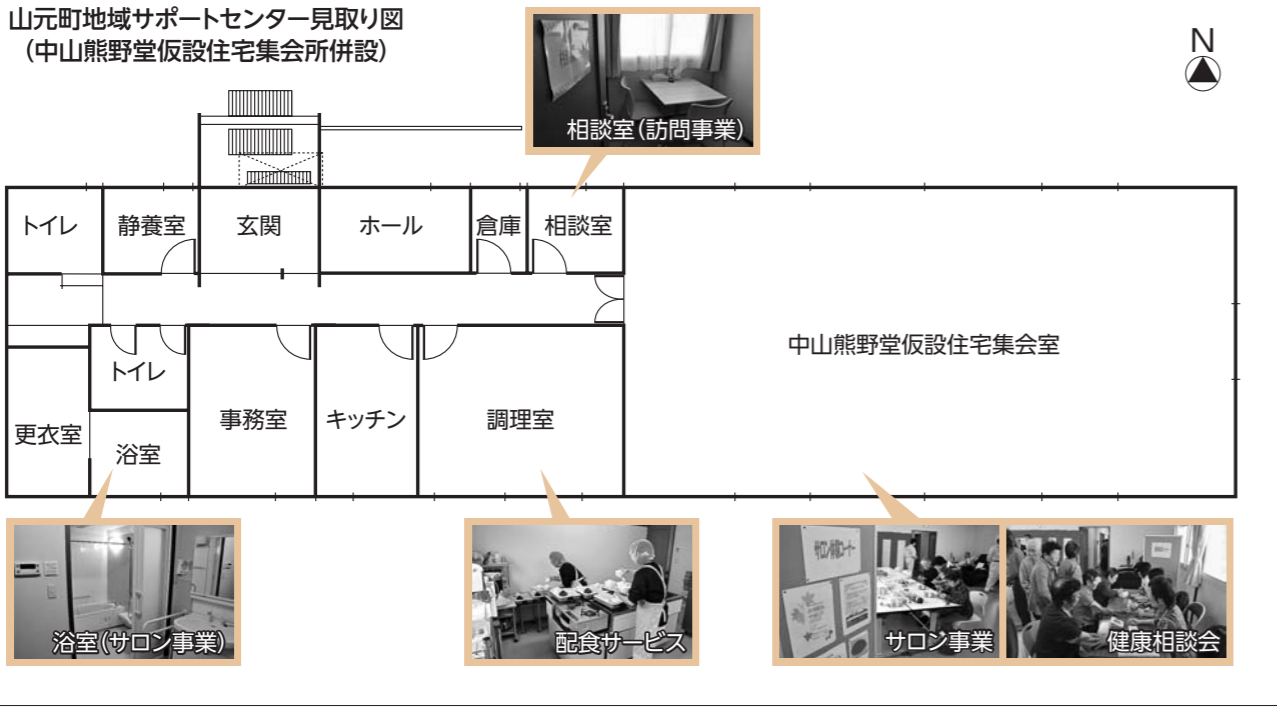 山元町地域サポートセンター見取り図
（中山熊野堂仮設住宅集会所併設）
N
相談室（訪問事業）
トイレ
静養室
玄関
ホール
倉庫
相談室
中山熊野堂仮設住宅集会室
トイレ
更衣室
浴室
事務室
キッチン
調理室
浴室（サロン事業）
配食サービス
サロン事業
健康相談会